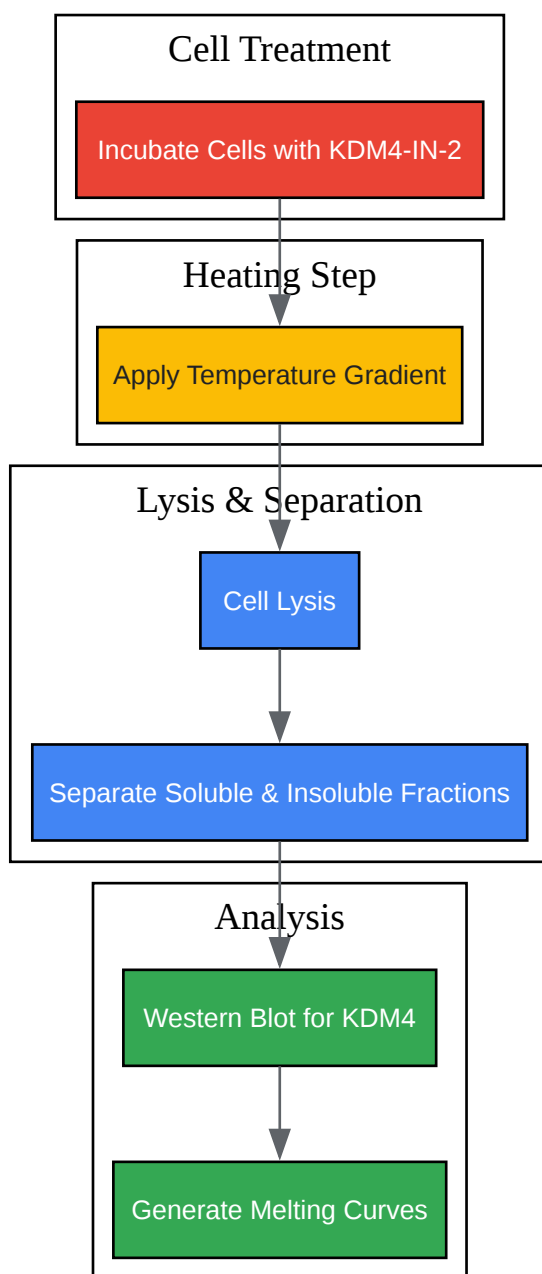 Cell Treatment
Incubate Cells with KDM4-IN-2
Heating Step
Apply Temperature Gradient
Lysis & Separation
Cell Lysis
Separate Soluble & Insoluble Fractions
Analysis
Western Blot for KDM4
Generate Melting Curves